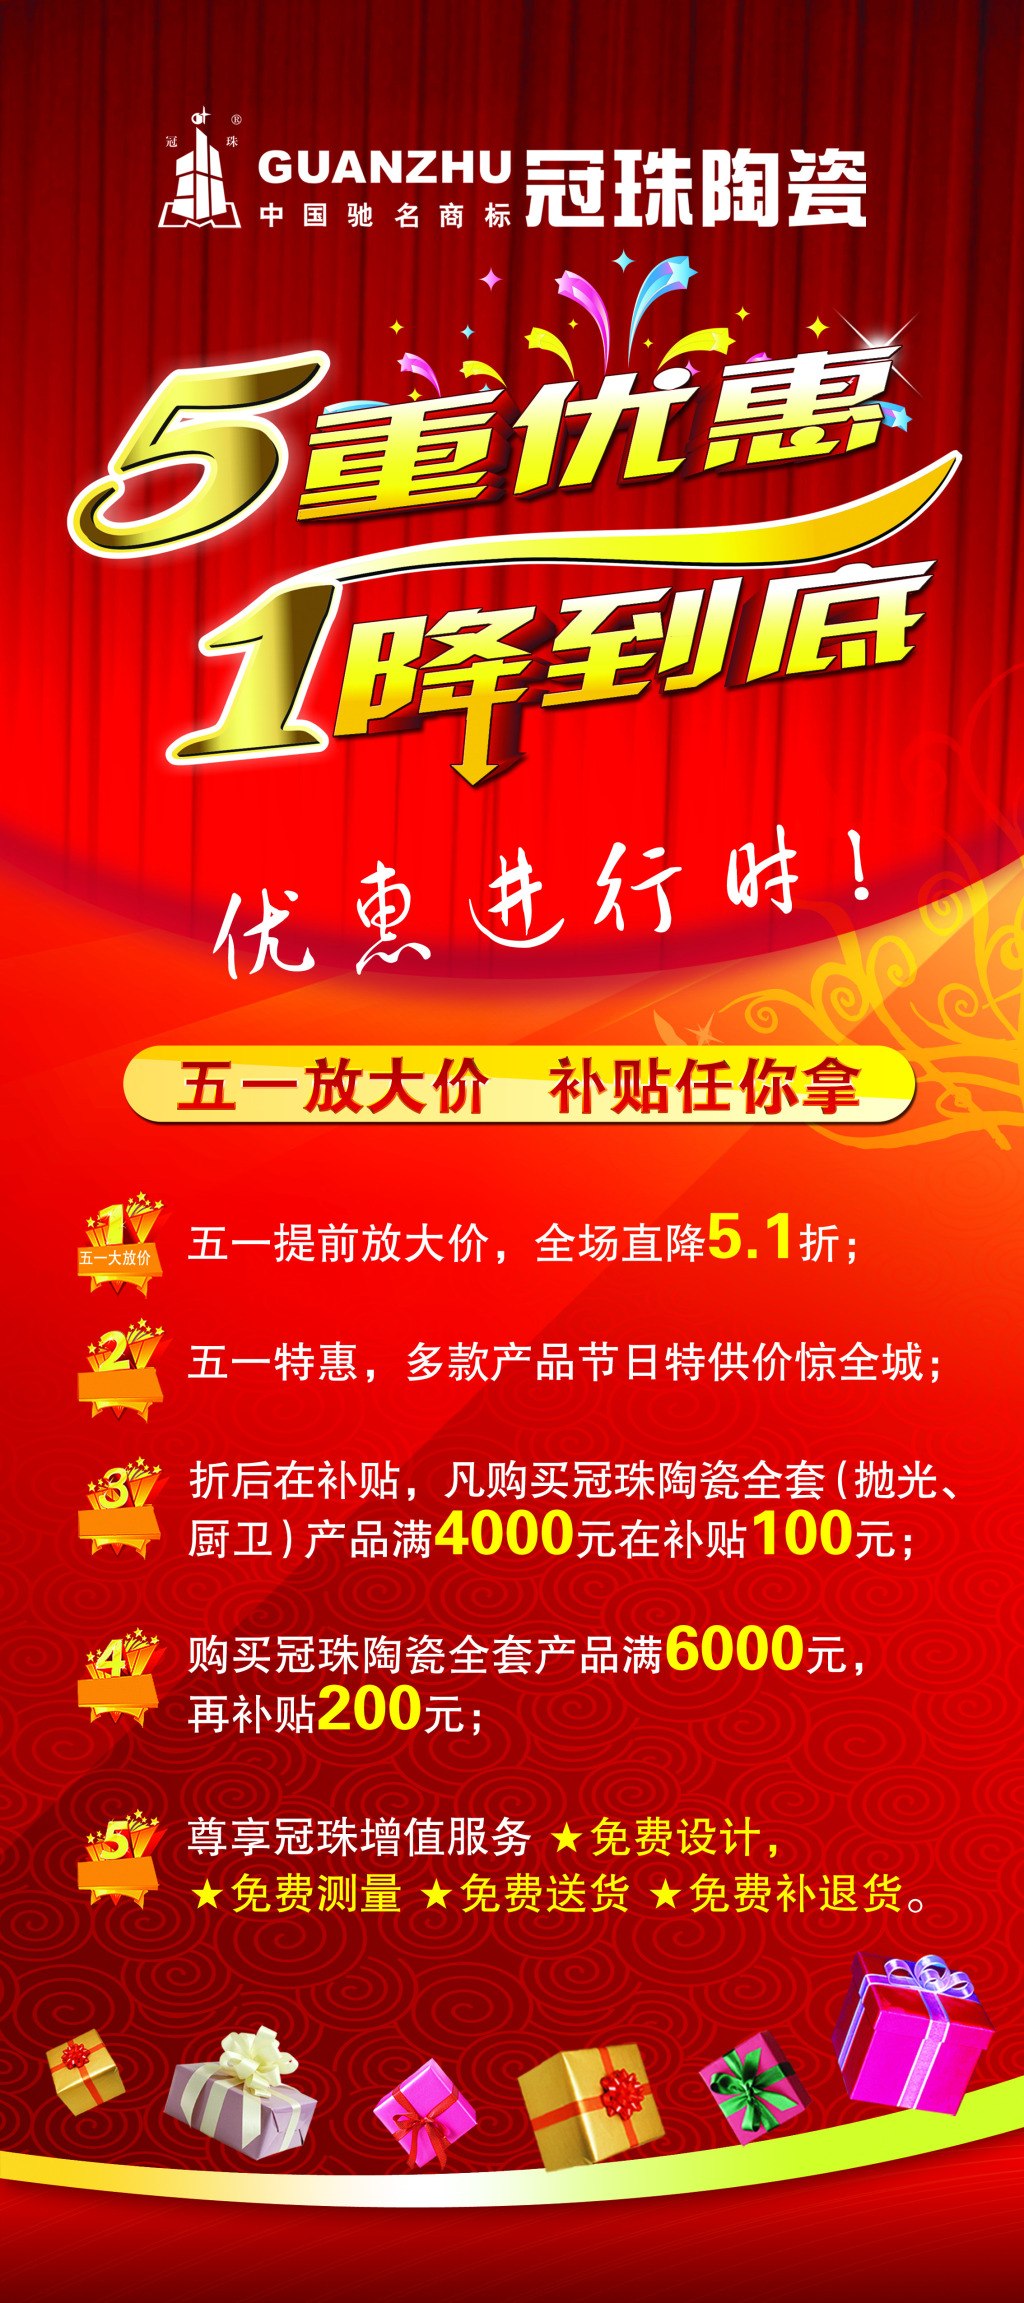 冠 珠 ®
GUANZHU 冠珠陶瓷
中国驰名商标
5重优惠
1降到底
优惠进行时！
五一放大价 补贴任你拿
1
五一大放价
五一提前放大价，全场直降5.1折；
2
五一特惠，多款产品节日特供价惊全城；
3
折后在补贴，凡购买冠珠陶瓷全套(抛光、
厨卫)产品满4000元在补贴100元；
4
购买冠珠陶瓷全套产品满6000元，
再补贴200元；
5
尊享冠珠增值服务 ★免费设计，
★免费测量 ★免费送货 ★免费补退货。